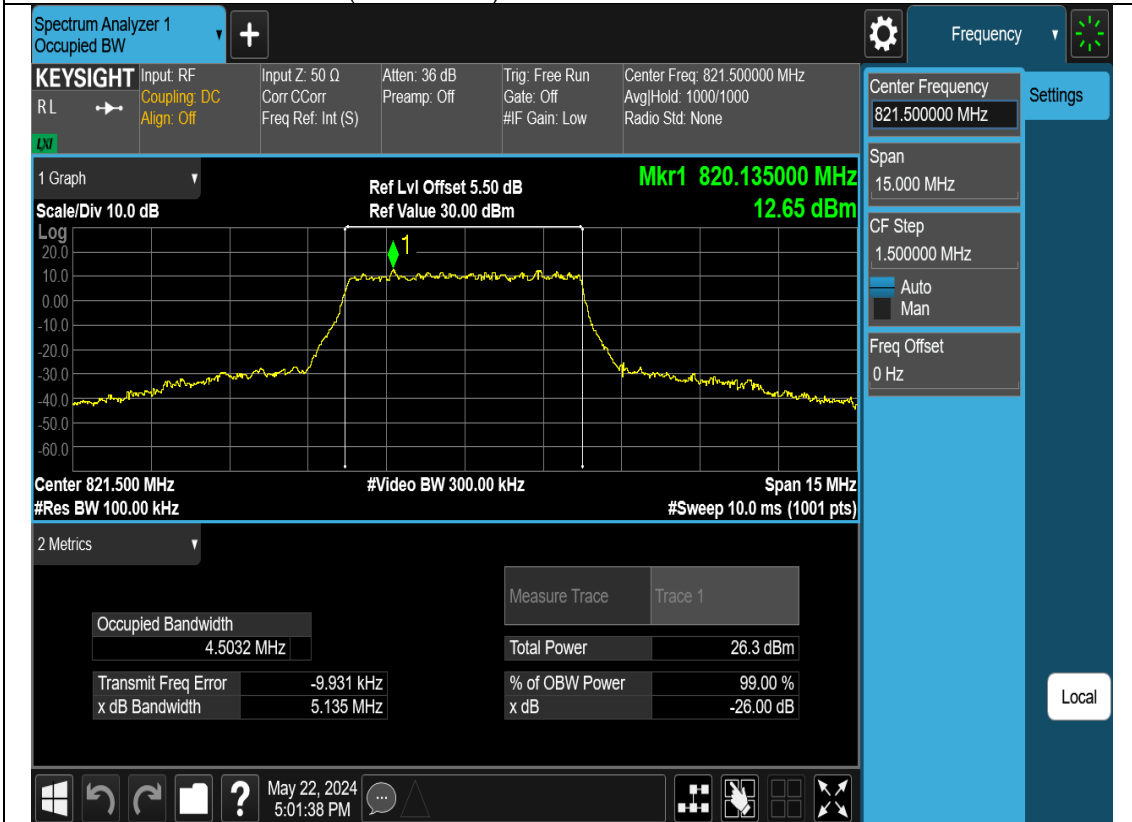 Spectrum Analyzer 1
Occupied BW
Frequency
KEYSIGHT
RL
LXI
Input: RF
Coupling: DC
Align: Off
Input Z: 50 Ω
Corr CCorr
Freq Ref: Int (S)
Atten: 36 dB
Preamp: Off
Trig: Free Run
Gate: Off
#IF Gain: Low
Center Freq: 821.500000 MHz
Avg|Hold: 1000/1000
Radio Std: None
1 Graph
Scale/Div 10.0 dB
Ref Lvl Offset 5.50 dB
Ref Value 30.00 dBm
Mkr1 820.135000 MHz
12.65 dBm
Log
20.0
10.0
0.00
-10.0
-20.0
-30.0
-40.0
-50.0
-60.0
1
Center 821.500 MHz
#Video BW 300.00 kHz
Span 15 MHz
#Res BW 100.00 kHz
#Sweep 10.0 ms (1001 pts)
2 Metrics
Measure Trace
Trace 1
Occupied Bandwidth
4.5032 MHz
Total Power
26.3 dBm
Transmit Freq Error
-9.931 kHz
% of OBW Power
99.00 %
x dB Bandwidth
5.135 MHz
x dB
-26.00 dB
Center Frequency
821.500000 MHz
Settings
Span
15.000 MHz
CF Step
1.500000 MHz
Auto
Man
Freq Offset
0 Hz
Local
?
May 22, 2024
5:01:38 PM